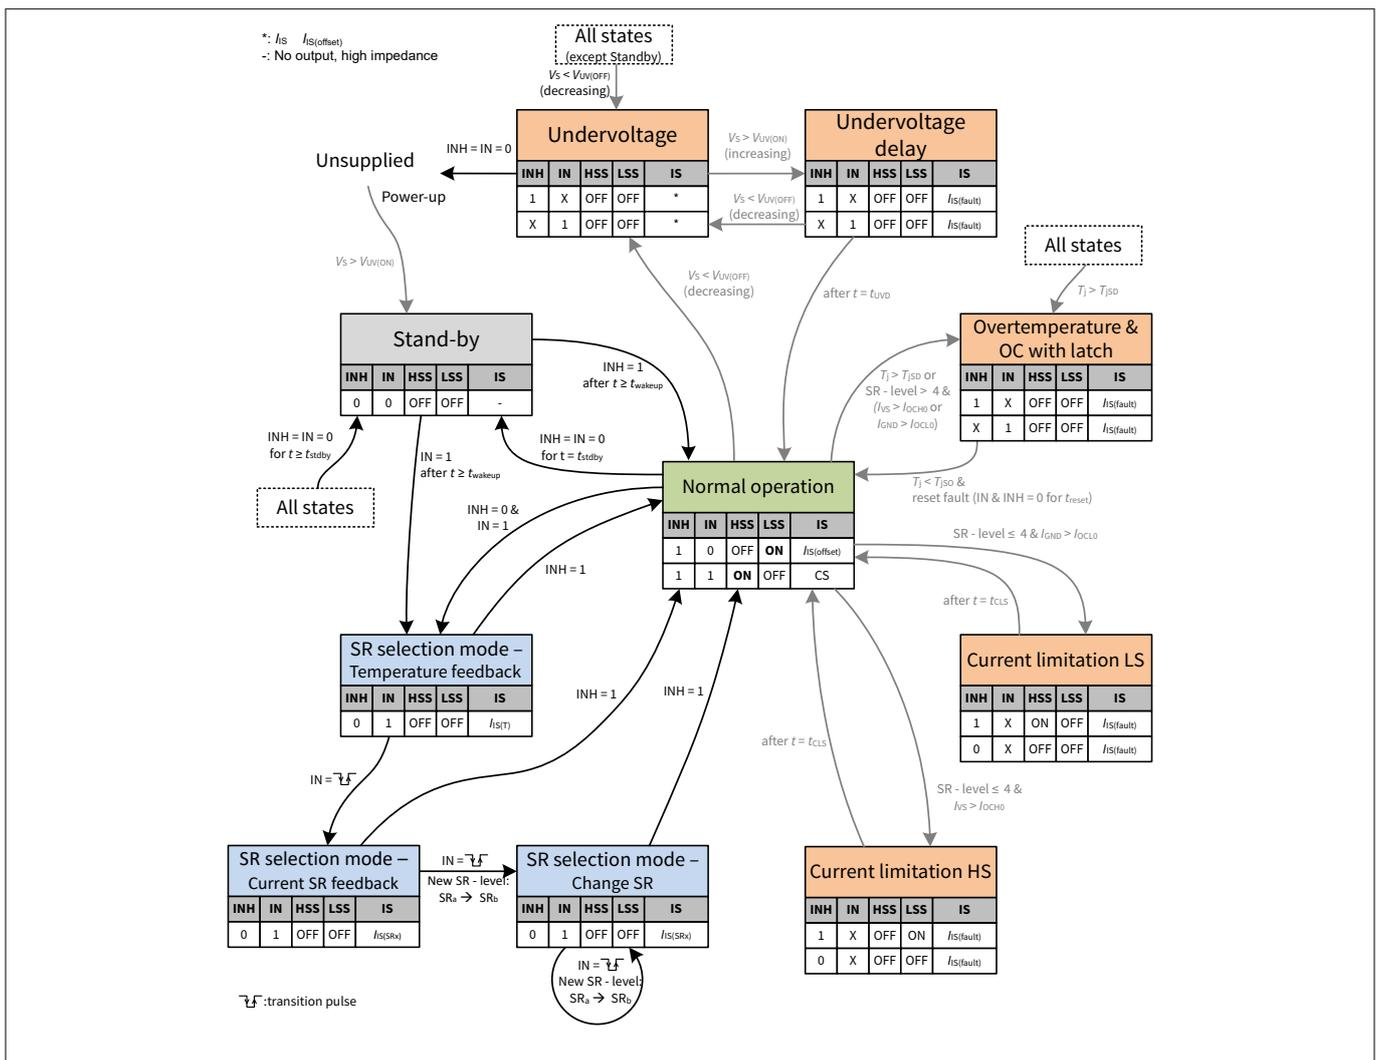 *: IIS IIS(offset)
-: No output, high impedance
All states
(except Standby)
VS < VUV(OFF)
(decreasing)
Undervoltage
INH IN HSS LSS IS
1 X OFF OFF *
X 1 OFF OFF *
VS > VUV(ON)
(increasing)
VS < VUV(OFF)
(decreasing)
Undervoltage
delay
INH IN HSS LSS IS
1 X OFF OFF IIS(fault)
X 1 OFF OFF IIS(fault)
INH = IN = 0
Unsupplied
Power-up
VS > VUV(ON)
VS < VUV(OFF)
(decreasing)
after t = tUVD
All states
Tj > TjSD
Stand-by
INH IN HSS LSS IS
0 0 OFF OFF -
INH = 1
after t ≥ twakeup
Tj > TjSD or
SR - level > 4 &
(IVS > IOCH0 or
IGND > IOCL0)
Overtemperature &
OC with latch
INH IN HSS LSS IS
1 X OFF OFF IIS(fault)
X 1 OFF OFF IIS(fault)
INH = IN = 0
for t ≥ tstdby
All states
IN = 1
after t ≥ twakeup
INH = IN = 0
for t = tstdby
Tj < TjSO &
reset fault (IN & INH = 0 for treset)
Normal operation
INH IN HSS LSS IS
1 0 OFF ON IIS(offset)
1 1 ON OFF CS
INH = 0 &
IN = 1
INH = 1
SR - level ≤ 4 & IGND > IOCL0
after t = tCLS
SR selection mode –
Temperature feedback
INH IN HSS LSS IS
0 1 OFF OFF IIS(T)
INH = 1
INH = 1
Current limitation LS
INH IN HSS LSS IS
1 X ON OFF IIS(fault)
0 X OFF OFF IIS(fault)
IN =
after t = tCLS
SR - level ≤ 4 &
IVS > IOCH0
SR selection mode –
Current SR feedback
INH IN HSS LSS IS
0 1 OFF OFF IIS(SRx)
IN =
New SR - level:
SRa → SRb
SR selection mode –
Change SR
INH IN HSS LSS IS
0 1 OFF OFF IIS(SRx)
IN =
New SR - level:
SRa → SRb
Current limitation HS
INH IN HSS LSS IS
1 X OFF ON IIS(fault)
0 X OFF OFF IIS(fault)
:transition pulse